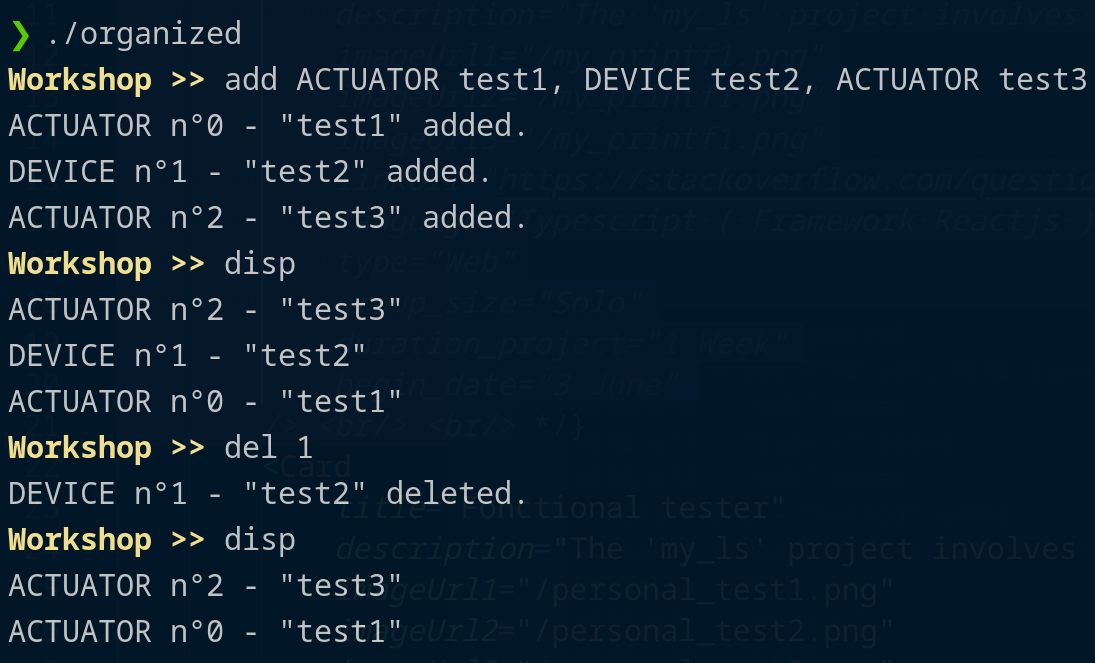 ❯ ./organized
Workshop >> add ACTUATOR test1, DEVICE test2, ACTUATOR test3
ACTUATOR n°0 - "test1" added.
DEVICE n°1 - "test2" added.
ACTUATOR n°2 - "test3" added.
Workshop >> disp
ACTUATOR n°2 - "test3"
DEVICE n°1 - "test2"
ACTUATOR n°0 - "test1"
Workshop >> del 1
DEVICE n°1 - "test2" deleted.
Workshop >> disp
ACTUATOR n°2 - "test3"
ACTUATOR n°0 - "test1"